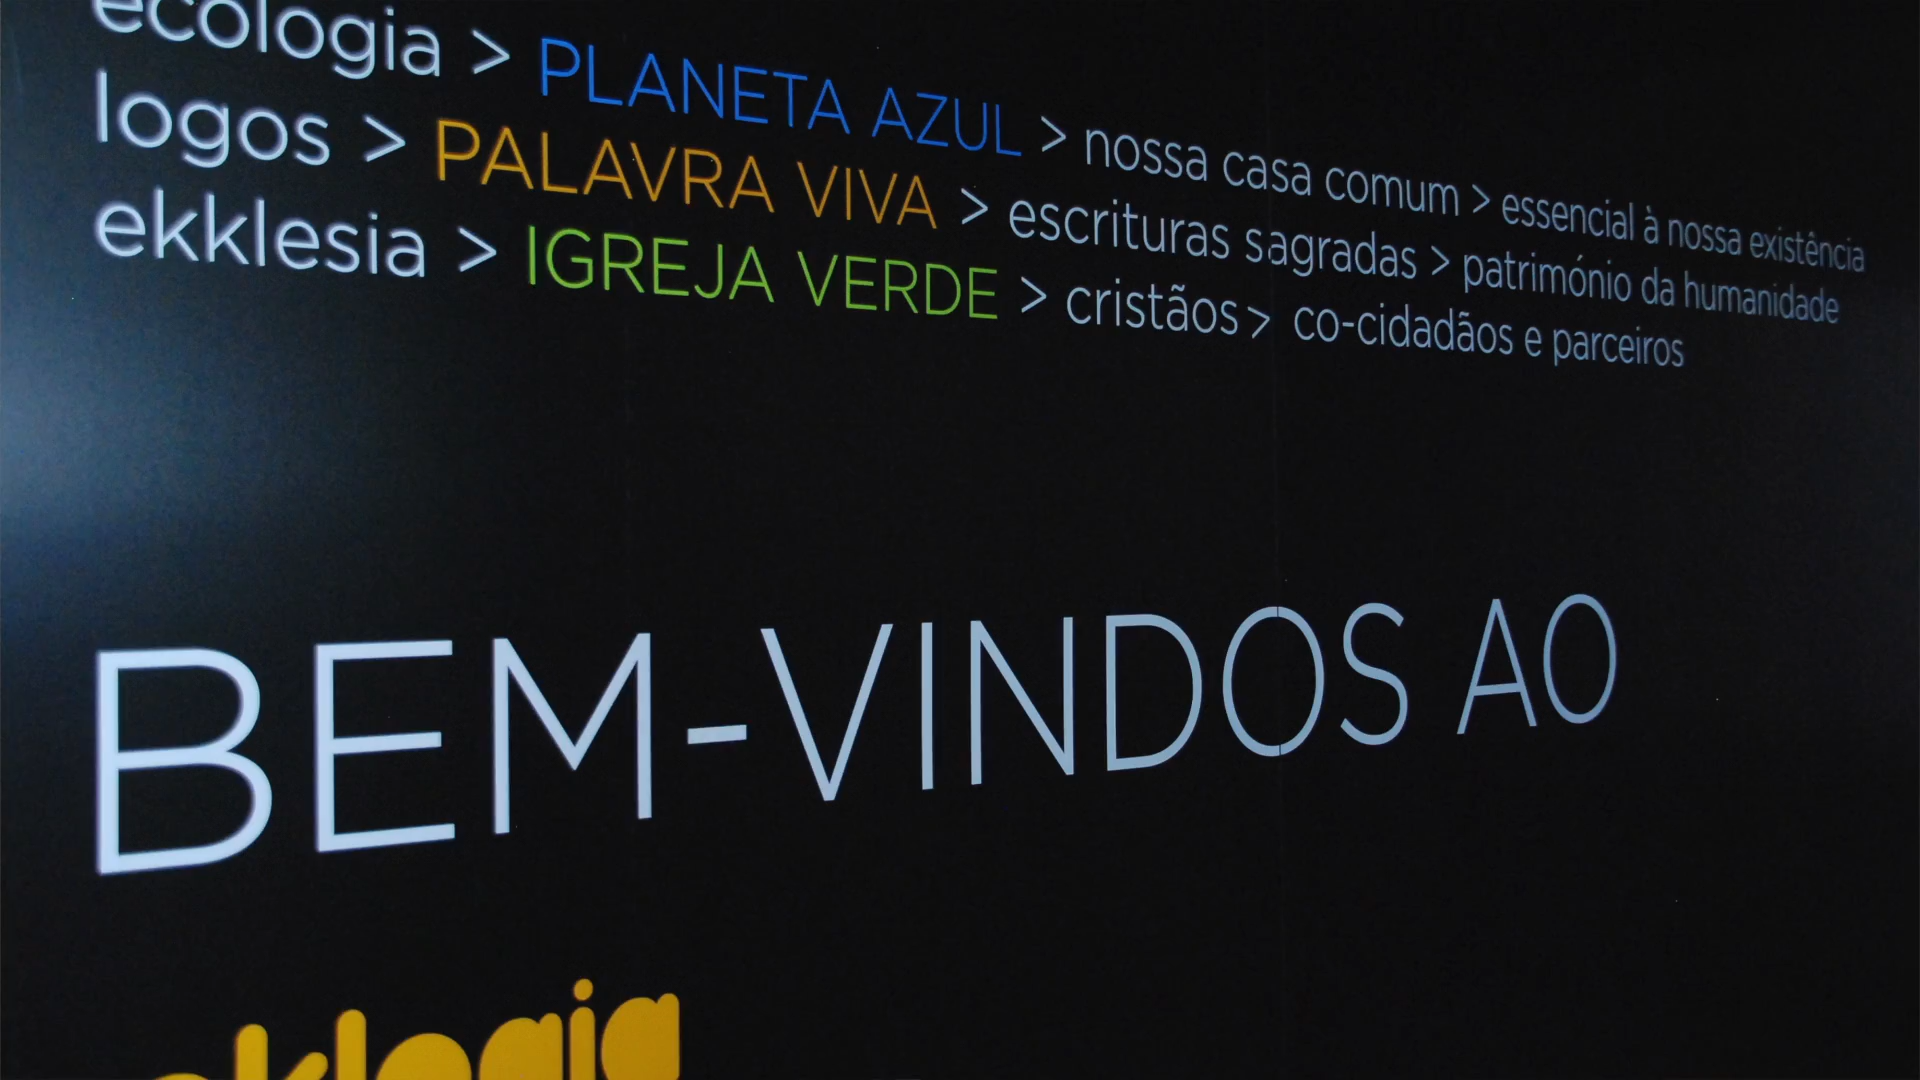 ecologia > PLANETA AZUL > nossa casa comum > essencial à nossa existência
logos > PALAVRA VIVA > escrituras sagradas > património da humanidade
ekklesia > IGREJA VERDE > cristãos > co-cidadãos e parceiros
BEM-VINDOS AO
eklogia